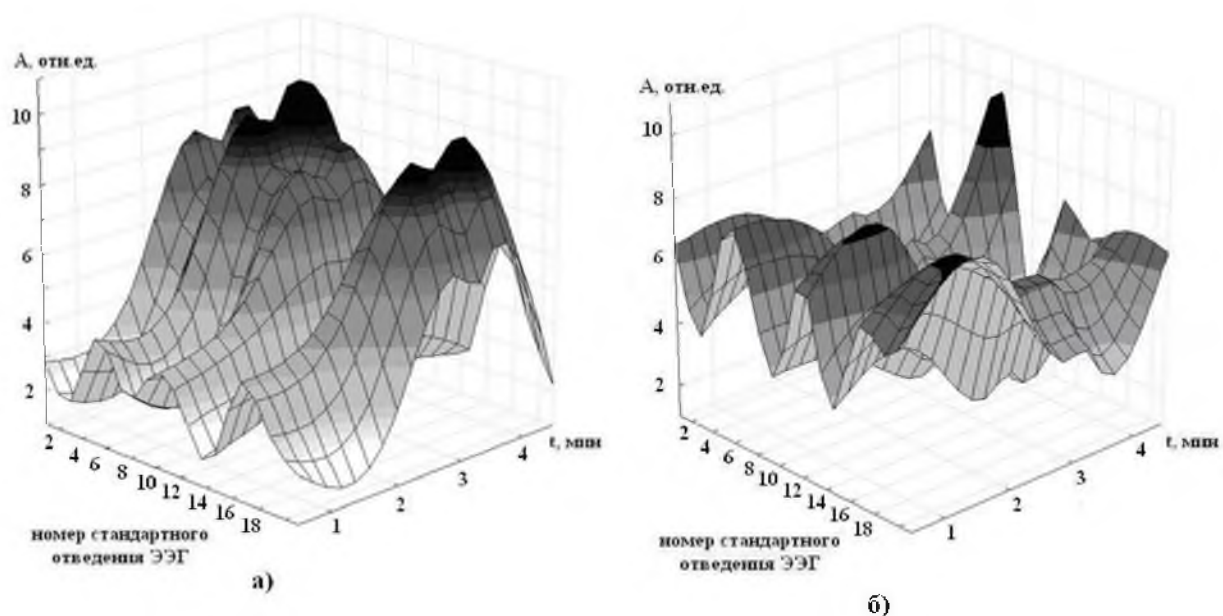 А, отн.ед.
10
8
6
4
2
2 4 6 8 10 12 14 16 18
1 2 3 4
t, мин
номер стандартного
отведения ЭЭГ
а)
А, отн.ед.
10
8
6
4
2
2 4 6 8 10 12 14 16 18
1 2 3 4
t, мин
номер стандартного
отведения ЭЭГ
б)